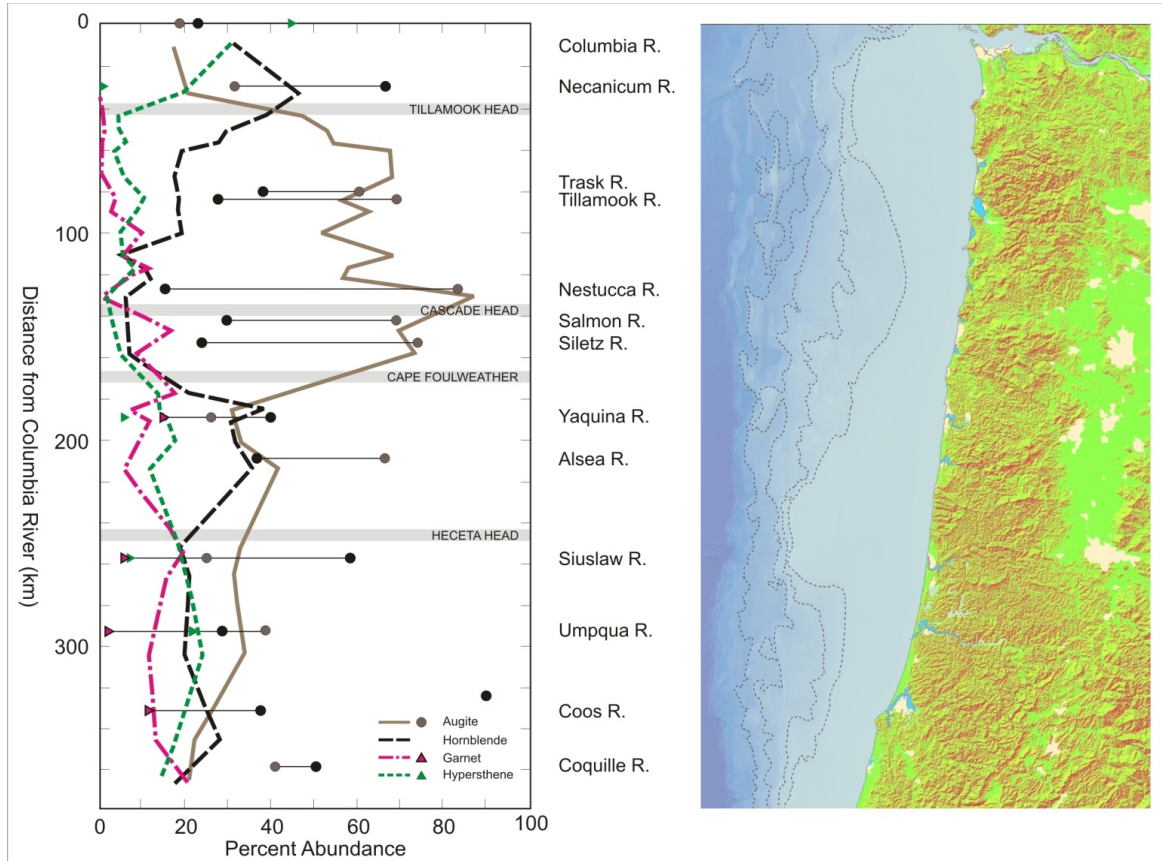 0
Columbia R.
Necanicum R.
TILLAMOOK HEAD
Trask R.
Tillamook R.
100
Nestucca R.
CASCADE HEAD
Salmon R.
Siletz R.
CAPE FOULWEATHER
Yaquina R.
200
Alsea R.
HECETA HEAD
Siuslaw R.
Umpqua R.
300
Coos R.
Augite
Hornblende
Garnet
Hypersthene
Coquille R.
0 20 40 60 80 100
Percent Abundance
Distance from Columbia River (km)